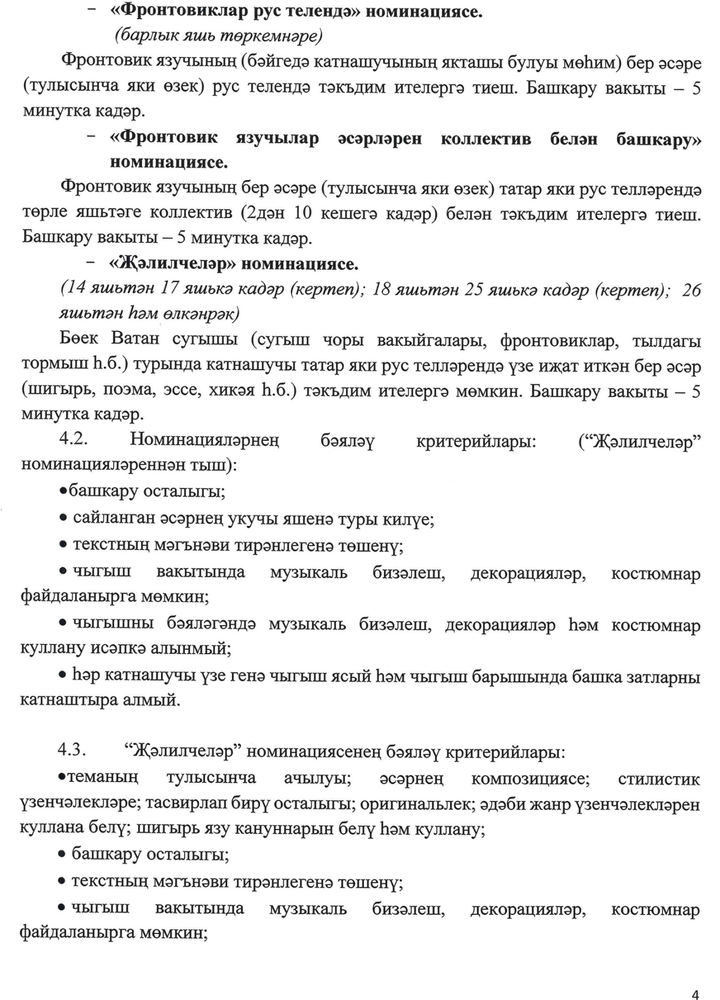 - «Фронтовиклар рус телендә» номинациясе.
(барлык яшь төркемнәре)
Фронтовик язучының (бәйгедә катнашучының якташы булуы мөһим) бер әсәре
(тулысынча яки өзек) рус телендә тәкъдим ителергә тиеш. Башкару вакыты – 5
минутка кадәр.
- «Фронтовик язучылар әсәрләрен коллектив белән башкару»
номинациясе.
Фронтовик язучының бер әсәре (тулысынча яки өзек) татар яки рус телләрендә
төрле яшьтәге коллектив (2дән 10 кешегә кадәр) белән тәкъдим ителергә тиеш.
Башкару вакыты – 5 минутка кадәр.
- «Җәлилчеләр» номинациясе.
(14 яшьтән 17 яшькә кадәр (кертеп); 18 яшьтән 25 яшькә кадәр (кертеп); 26
яшьтән һәм өлкәнрәк)
Бөек Ватан сугышы (сугыш чоры вакыйгалары, фронтовиклар, тылдагы
тормыш һ.б.) турында катнашучы татар яки рус телләрендә үзе иҗат иткән бер әсәр
(шигырь, поэма, эссе, хикәя һ.б.) тәкъдим ителергә мөмкин. Башкару вакыты – 5
минутка кадәр.
4.2. Номинацияләрнең бәяләү критерийлары: (“Җәлилчеләр”
номинацияләреннән тыш):
•башкару осталыгы;
• сайланган әсәрнең укучы яшенә туры килүе;
• текстның мәгънәви тирәнлегенә төшенү;
• чыгыш вакытында музыкаль бизәлеш, декорацияләр, костюмнар
файдаланырга мөмкин;
• чыгышны бәяләгәндә музыкаль бизәлеш, декорацияләр һәм костюмнар
куллану исәпкә алынмый;
• һәр катнашучы үзе генә чыгыш ясый һәм чыгыш барышында башка затларны
катнаштыра алмый.
4.3. “Җәлилчеләр” номинациясенең бәяләү критерийлары:
•теманың тулысынча ачылуы; әсәрнең композициясе; стилистик
үзенчәлекләре; тасвирлап бирү осталыгы; оригинальлек; әдәби жанр үзенчәлекләрен
куллана белү; шигырь язу кануннарын белү һәм куллану;
• башкару осталыгы;
• текстның мәгънәви тирәнлегенә төшенү;
• чыгыш вакытында музыкаль бизәлеш, декорацияләр, костюмнар
файдаланырга мөмкин;
4